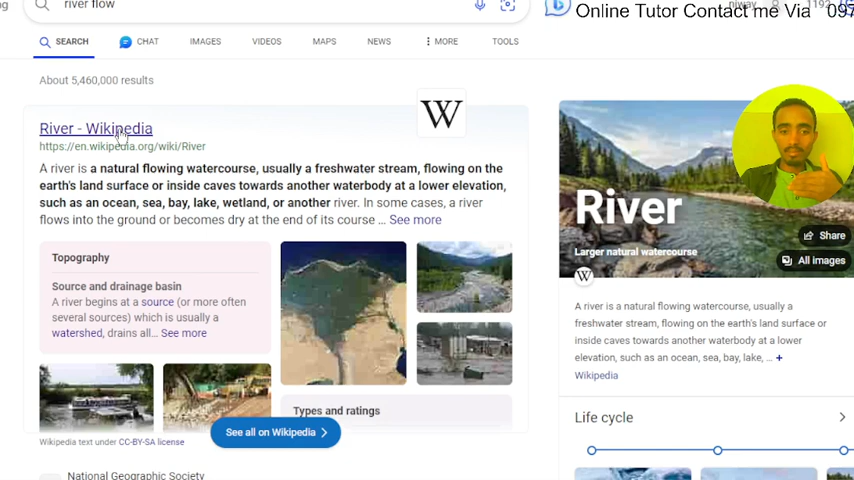 river flow
Online Tutor Contact me Via 097
1192
SEARCH
CHAT
IMAGES
VIDEOS
MAPS
NEWS
MORE
TOOLS
About 5,460,000 results
River - Wikipedia
https://en.wikipedia.org/wiki/River
W
A river is a natural flowing watercourse, usually a freshwater stream, flowing on the
earth's land surface or inside caves towards another waterbody at a lower elevation,
such as an ocean, sea, bay, lake, wetland, or another river. In some cases, a river
flows into the ground or becomes dry at the end of its course ... See more
Topography
Source and drainage basin
A river begins at a source (or more often
several sources) which is usually a
watershed, drains all... See more
Types and ratings
See all on Wikipedia
Wikipedia text under CC-BY-SA license
National Geographic Society
River
Larger natural watercourse
Share
All images
W
A river is a natural flowing watercourse, usually a
freshwater stream, flowing on the earth's land surface or
inside caves towards another waterbody at a lower
elevation, such as an ocean, sea, bay, lake, ... +
Wikipedia
Life cycle